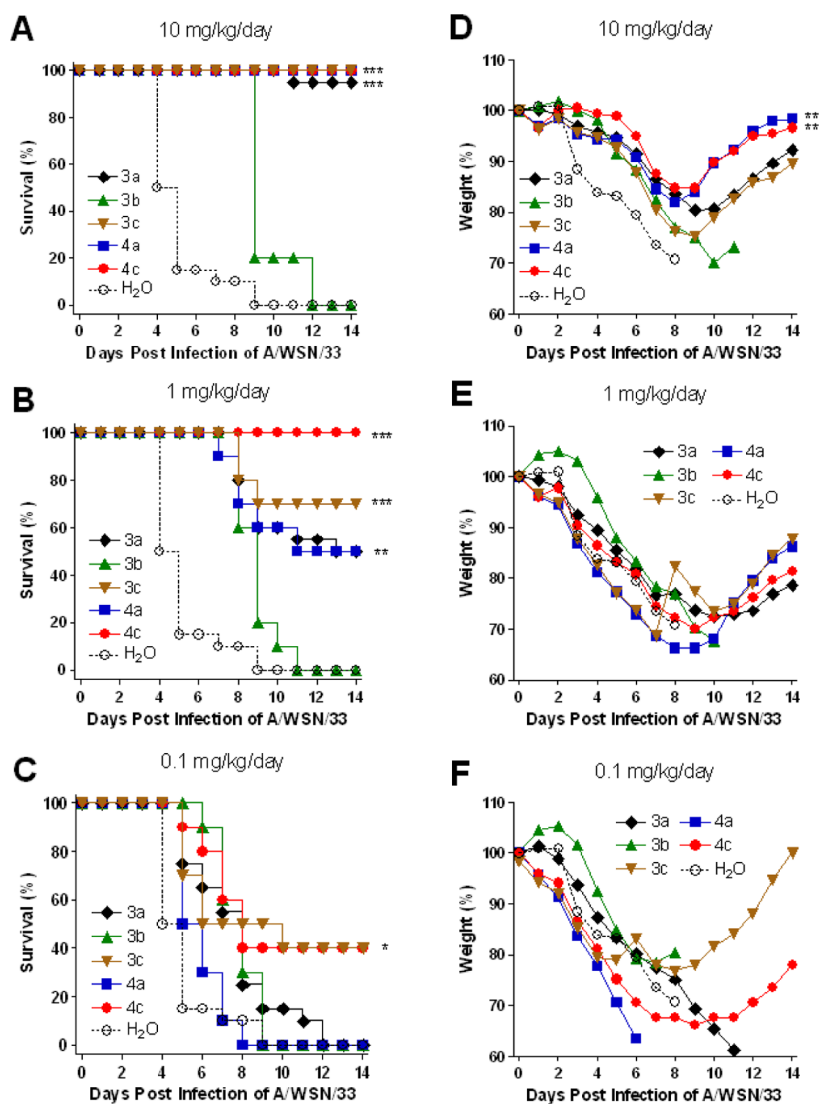 A
10 mg/kg/day
Survival (%)
100
80
60
40
20
0
***
***
3a
3b
3c
4a
4c
H₂O
0 2 4 6 8 10 12 14
Days Post Infection of A/WSN/33
D
10 mg/kg/day
Weight (%)
110
100
90
80
70
60
**
**
3a
3b
3c
4a
4c
H₂O
0 2 4 6 8 10 12 14
Days Post Infection of A/WSN/33
B
1 mg/kg/day
Survival (%)
100
80
60
40
20
0
***
***
**
3a
3b
3c
4a
4c
H₂O
0 2 4 6 8 10 12 14
Days Post Infection of A/WSN/33
E
1 mg/kg/day
Weight (%)
110
100
90
80
70
60
3a 4a
3b 4c
3c H₂O
0 2 4 6 8 10 12 14
Days Post Infection of A/WSN/33
C
0.1 mg/kg/day
Survival (%)
100
80
60
40
20
0
*
3a
3b
3c
4a
4c
H₂O
0 2 4 6 8 10 12 14
Days Post Infection of A/WSN/33
F
0.1 mg/kg/day
Weight (%)
110
100
90
80
70
60
3a 4a
3b 4c
3c H₂O
0 2 4 6 8 10 12 14
Days Post Infection of A/WSN/33